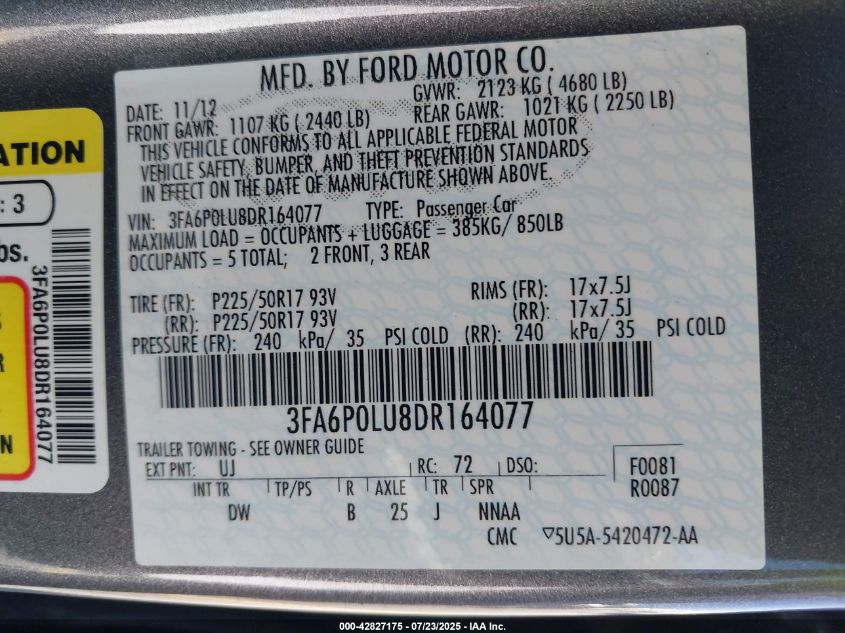 MFD. BY FORD MOTOR CO.
DATE: 11/12 GVWR: 2123 KG ( 4680 LB)
FRONT GAWR: 1107 KG ( 2440 LB) REAR GAWR: 1021 KG ( 2250 LB)
THIS VEHICLE CONFORMS TO ALL APPLICABLE FEDERAL MOTOR
VEHICLE SAFETY, BUMPER, AND THEFT PREVENTION STANDARDS
IN EFFECT ON THE DATE OF MANUFACTURE SHOWN ABOVE.
VIN: 3FA6P0LU8DR164077 TYPE: Passenger Car
MAXIMUM LOAD = OCCUPANTS + LUGGAGE = 385KG/ 850LB
OCCUPANTS = 5 TOTAL; 2 FRONT, 3 REAR
TIRE (FR): P225/50R17 93V RIMS (FR): 17x7.5J
(RR): P225/50R17 93V (RR): 17x7.5J
PRESSURE (FR): 240 kPa/ 35 PSI COLD (RR): 240 kPa/ 35 PSI COLD
3FA6P0LU8DR164077
TRAILER TOWING - SEE OWNER GUIDE
EXT PNT: UJ RC: 72 DSO: F0081
INT TR TP/PS R AXLE TR SPR R0087
DW B 25 J NNAA
CMC ▽5U5A-5420472-AA
ATION
: 3
bs.
3FA6P0LU8DR164077
S
R
N
000-42827175 - 07/23/2025 - IAA Inc.